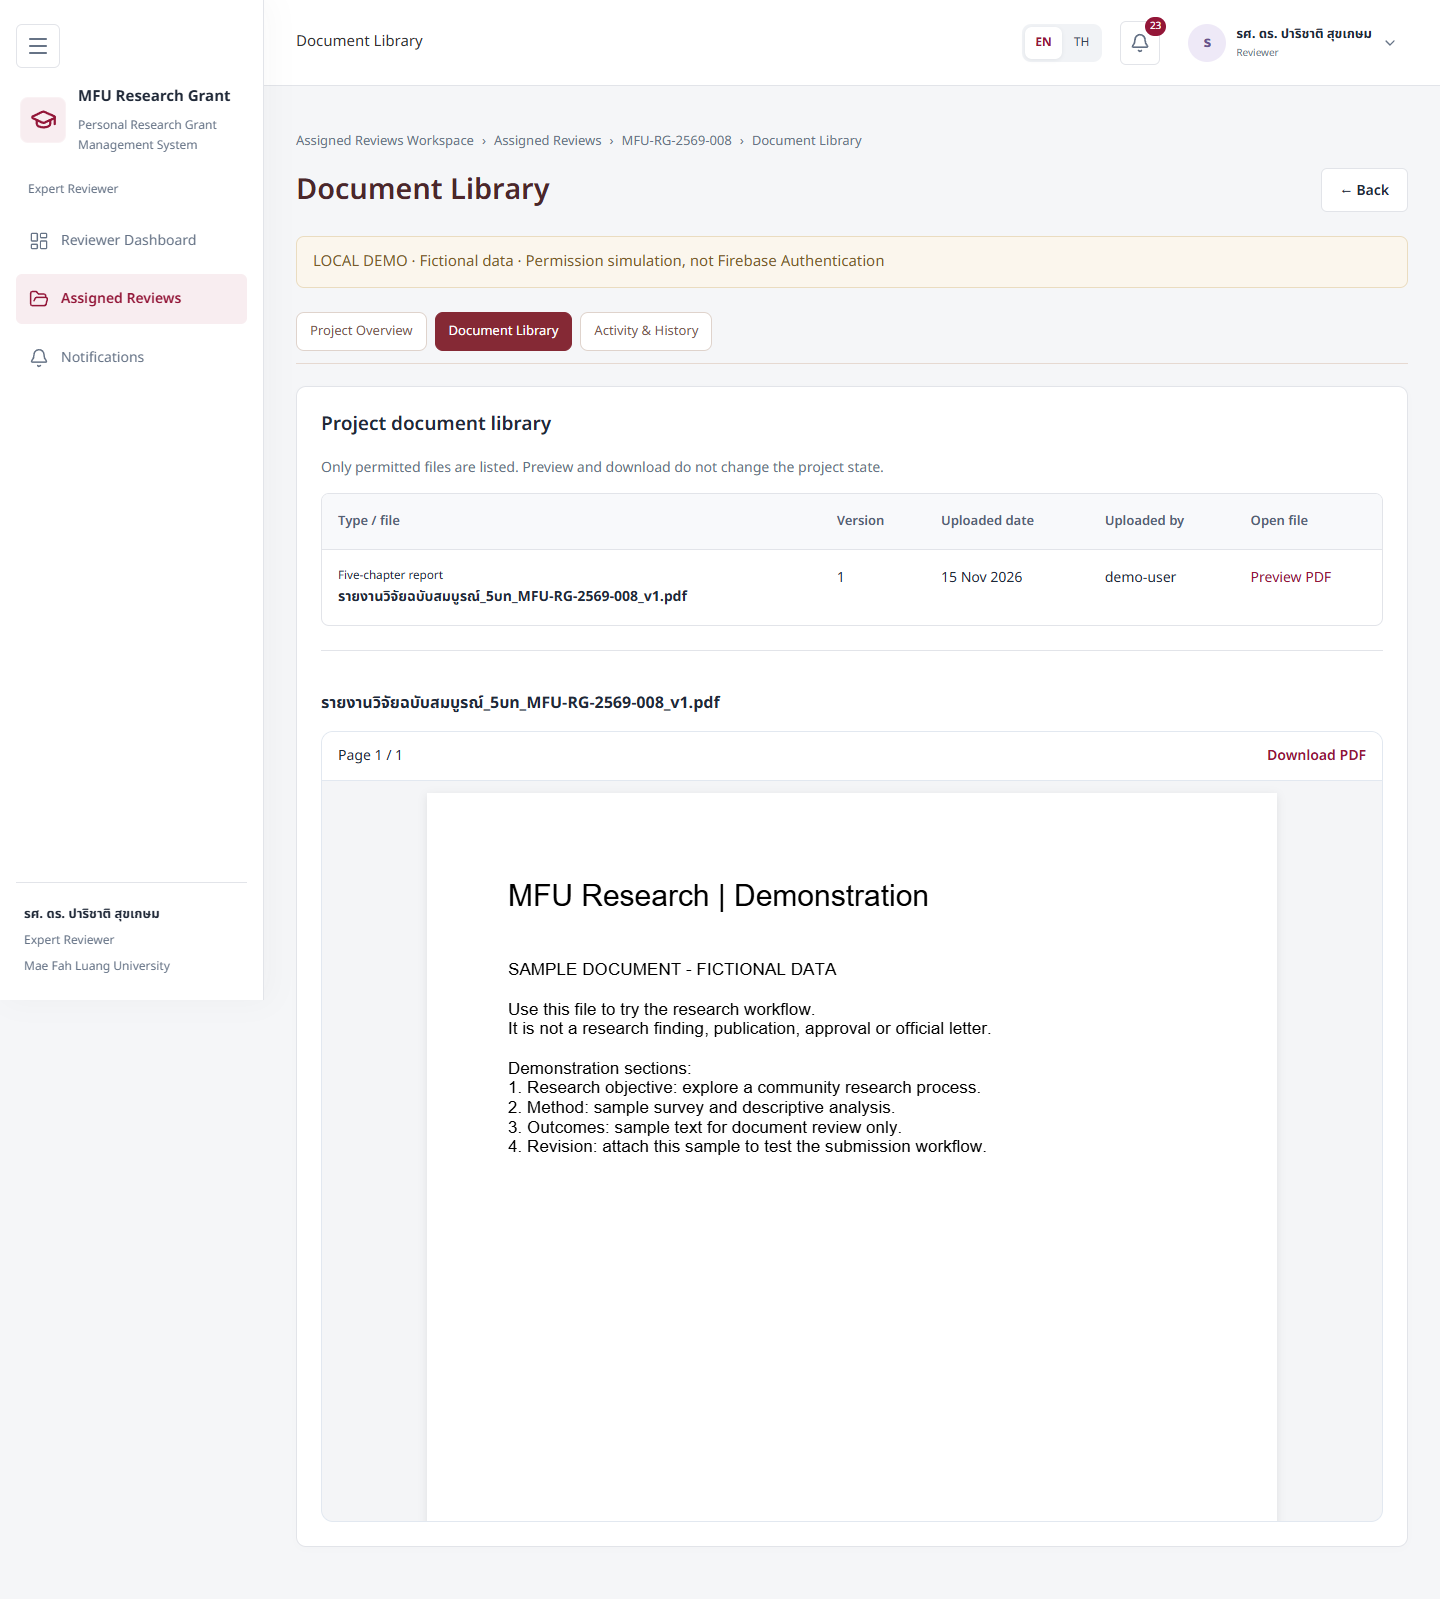 Document Library
EN
TH
23
ร
รศ. ดร. ปาริชาติ สุขเกษม
Reviewer
MFU Research Grant
Personal Research Grant
Management System
Expert Reviewer
Reviewer Dashboard
Assigned Reviews
Notifications
รศ. ดร. ปาริชาติ สุขเกษม
Expert Reviewer
Mae Fah Luang University
Assigned Reviews Workspace › Assigned Reviews › MFU-RG-2569-008 › Document Library
Document Library
← Back
LOCAL DEMO · Fictional data · Permission simulation, not Firebase Authentication
Project Overview
Document Library
Activity & History
Project document library
Only permitted files are listed. Preview and download do not change the project state.
Type / file Version Uploaded date Uploaded by Open file
Five-chapter report
รายงานวิจัยฉบับสมบูรณ์_5บท_MFU-RG-2569-008_v1.pdf
1 15 Nov 2026 demo-user Preview PDF
รายงานวิจัยฉบับสมบูรณ์_5บท_MFU-RG-2569-008_v1.pdf
Page 1 / 1
Download PDF
MFU Research | Demonstration
SAMPLE DOCUMENT - FICTIONAL DATA
Use this file to try the research workflow.
It is not a research finding, publication, approval or official letter.
Demonstration sections:
1. Research objective: explore a community research process.
2. Method: sample survey and descriptive analysis.
3. Outcomes: sample text for document review only.
4. Revision: attach this sample to test the submission workflow.